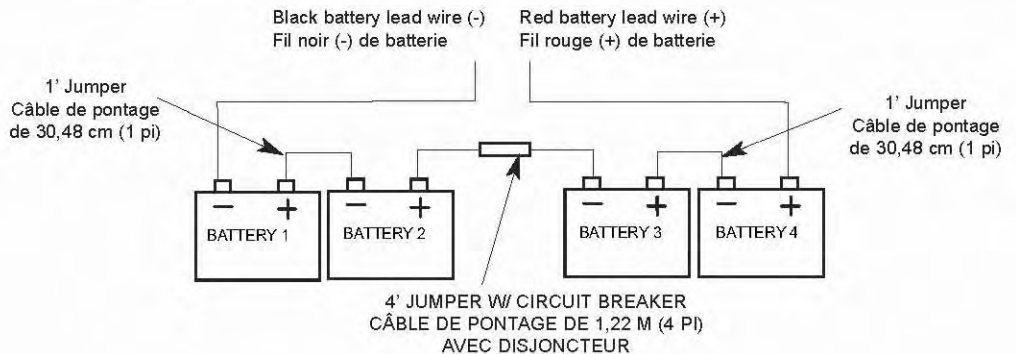 Black battery lead wire (-)
Fil noir (-) de batterie
Red battery lead wire (+)
Fil rouge (+) de batterie
1' Jumper
Câble de pontage
de 30,48 cm (1 pi)
1' Jumper
Câble de pontage
de 30,48 cm (1 pi)
− +
BATTERY 1
− +
BATTERY 2
− +
BATTERY 3
− +
BATTERY 4
4' JUMPER W/ CIRCUIT BREAKER
CÂBLE DE PONTAGE DE 1,22 M (4 PI)
AVEC DISJONCTEUR